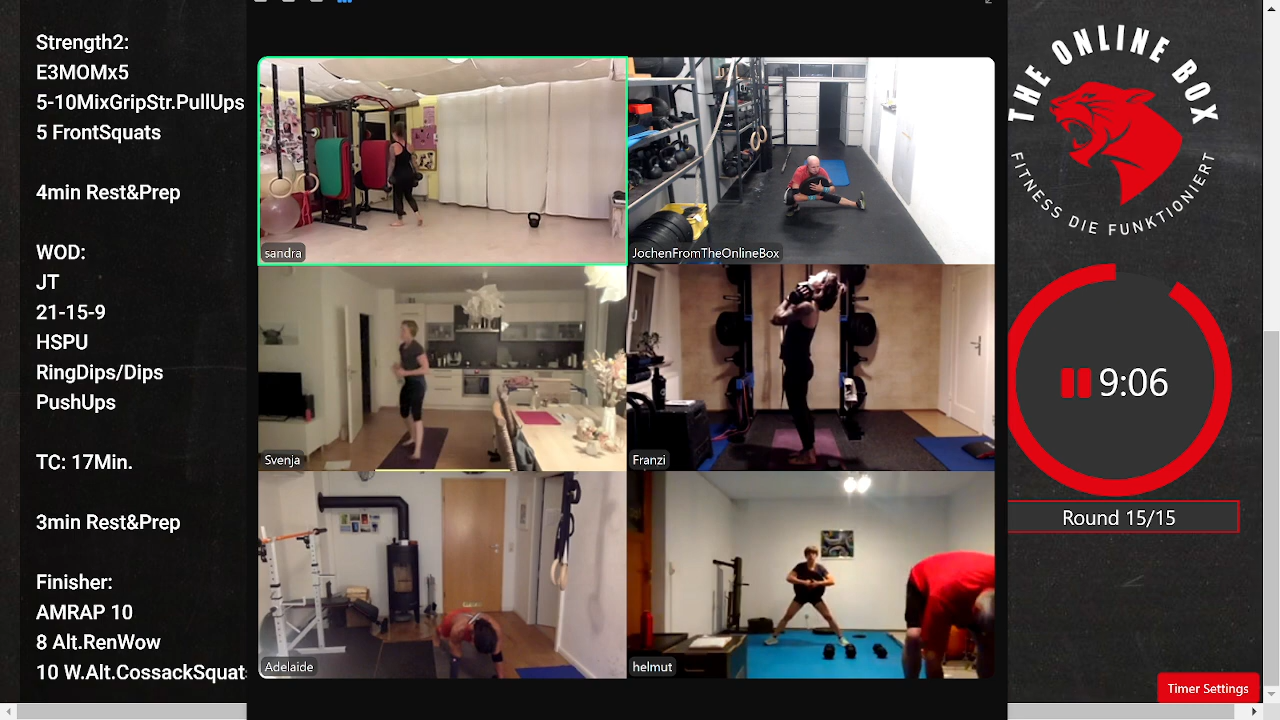 Strength2:
E3MOMx5
5-10MixGripStr.PullUps
5 FrontSquats
4min Rest&Prep
WOD:
JT
21-15-9
HSPU
RingDips/Dips
PushUps
TC: 17Min.
3min Rest&Prep
Finisher:
AMRAP 10
8 Alt.RenWow
10 W.Alt.CossackSquats
sandra
JochenFromTheOnlineBox
Svenja
Franzi
Adelaide
helmut
THE ONLINE BOX
FITNESS DIE FUNKTIONIERT
9:06
Round 15/15
Timer Settings